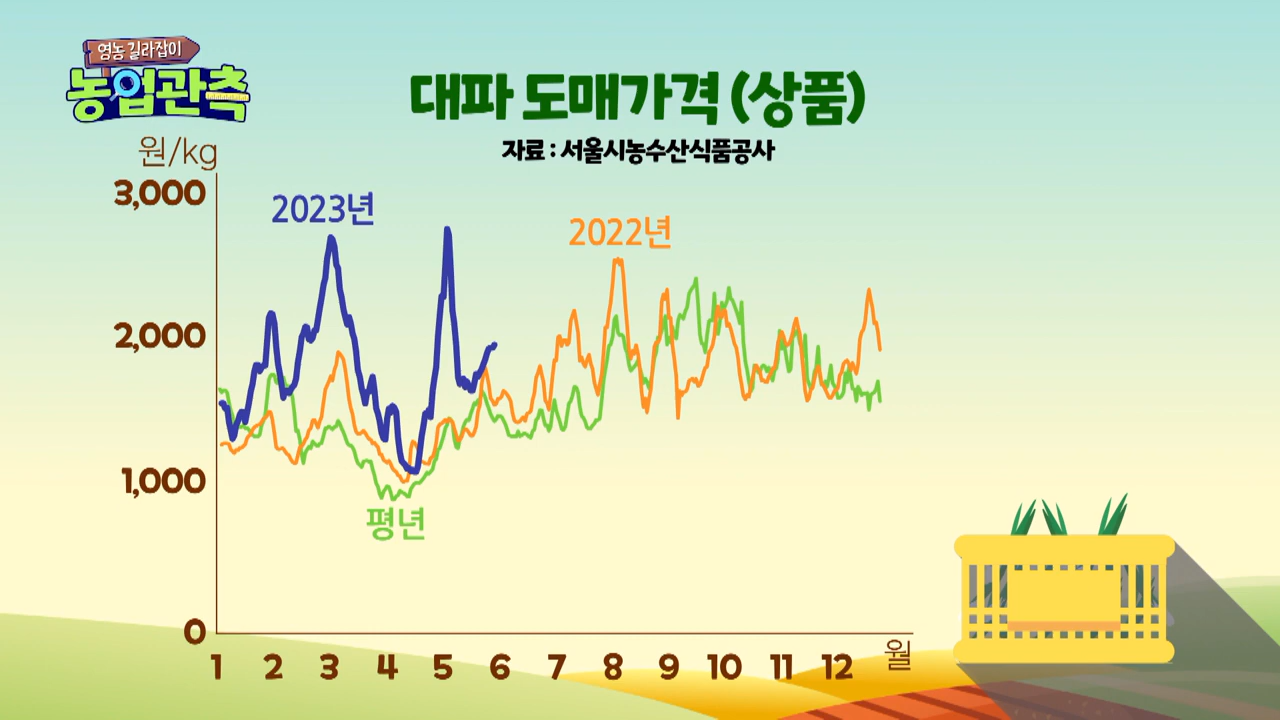 영농 길라잡이
농업관측
대파 도매가격 (상품)
자료 : 서울시농수산식품공사
원/kg
3,000
2023년
2022년
2,000
1,000
평년
0
월
1 2 3 4 5 6 7 8 9 10 11 12